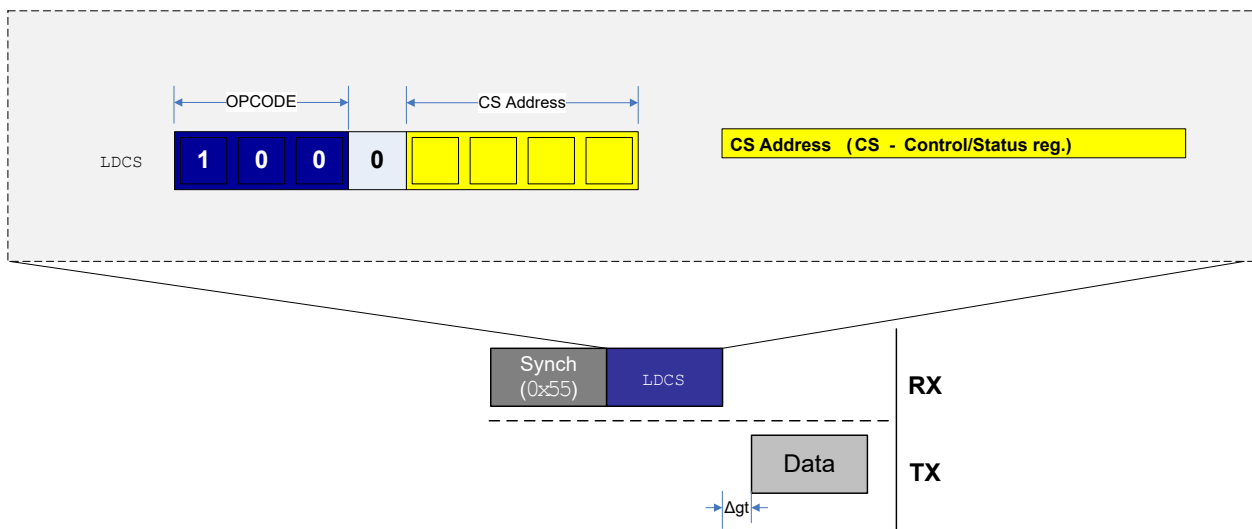 OPCODE
CS Address
LDCS
1 0 0 0
CS Address (CS - Control/Status reg.)
Synch
(0x55)
LDCS
RX
Data
TX
Δgt